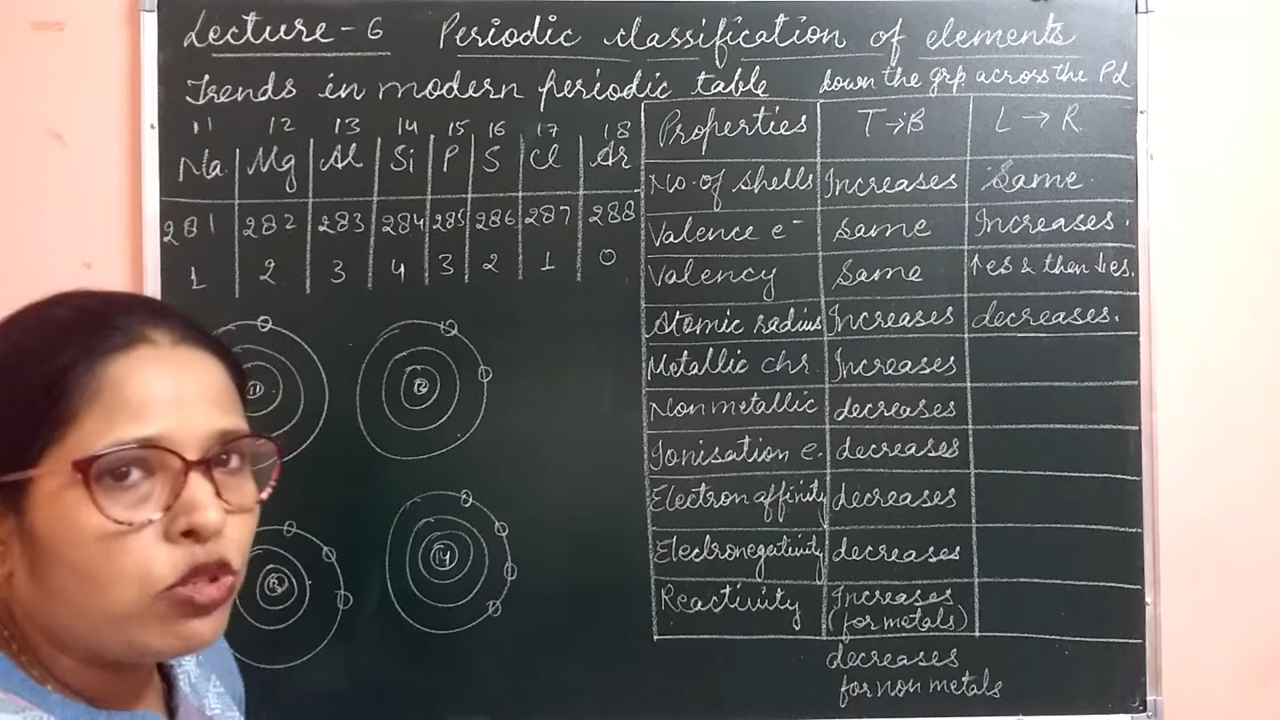 Lecture - 6 Periodic classification of elements
Trends in modern periodic table
down the grp across the Pd
11 12 13 14 15 16 17 18
Na Mg Al Si P S Cl Ar
281 282 283 284 285 286 287 288
1 2 3 4 3 2 1 0
Properties T→B L→R
No. of shells Increases Same.
Valence e⁻ Same Increases.
Valency Same ↑es & then ↓es.
Atomic radius Increases decreases.
Metallic chr. Increases
Non metallic decreases
Ionisation e. decreases
Electron affinity decreases
Electronegativity decreases
Reactivity Increases
(for metals)
decreases
for non metals
11
14